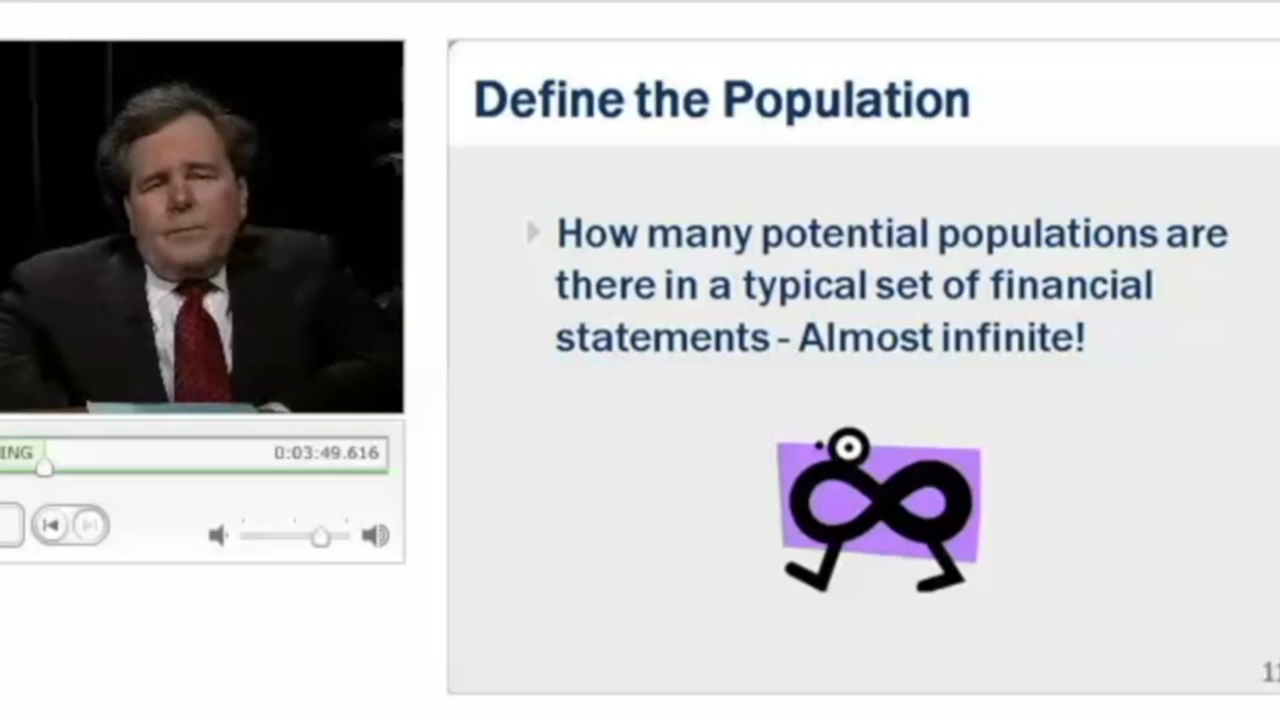 Define the Population
How many potential populations are
there in a typical set of financial
statements - Almost infinite!
ING
0:03:49.616